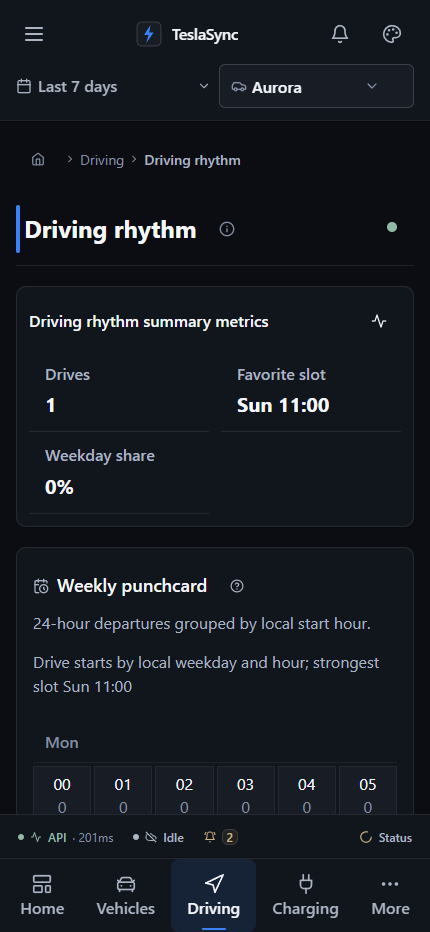 TeslaSync
Last 7 days
Aurora
Driving
Driving rhythm
Driving rhythm
Driving rhythm summary metrics
Drives
Favorite slot
1
Sun 11:00
Weekday share
0%
Weekly punchcard
24-hour departures grouped by local start hour.
Drive starts by local weekday and hour; strongest
slot Sun 11:00
Mon
00 01 02 03 04 05
0 0 0 0 0 0
API · 201ms Idle 2 Status
Home Vehicles Driving Charging More